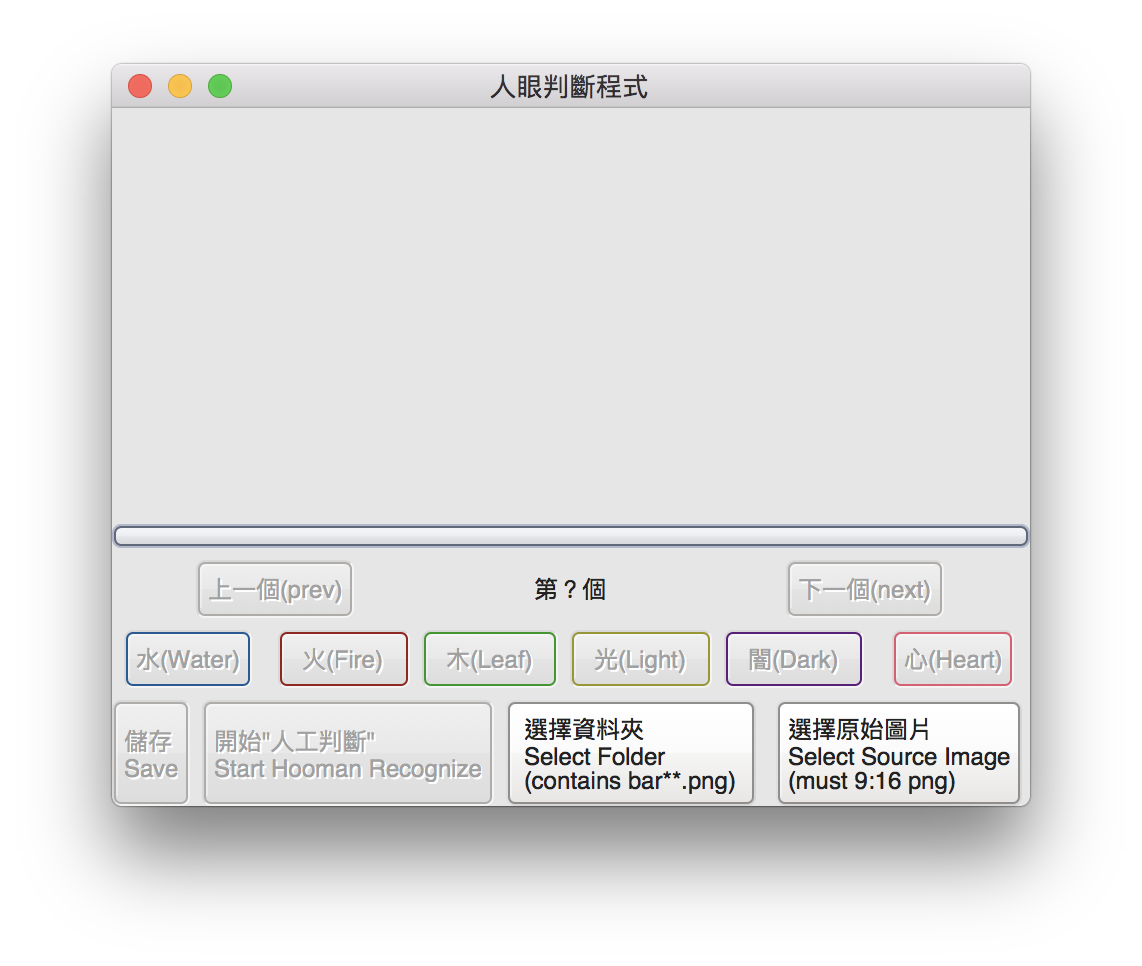 人眼判斷程式
上一個(prev)
第 ? 個
下一個(next)
水(Water)
火(Fire)
木(Leaf)
光(Light)
闇(Dark)
心(Heart)
儲存
Save
開始"人工判斷"
Start Hooman Recognize
選擇資料夾
Select Folder
(contains bar**.png)
選擇原始圖片
Select Source Image
(must 9:16 png)